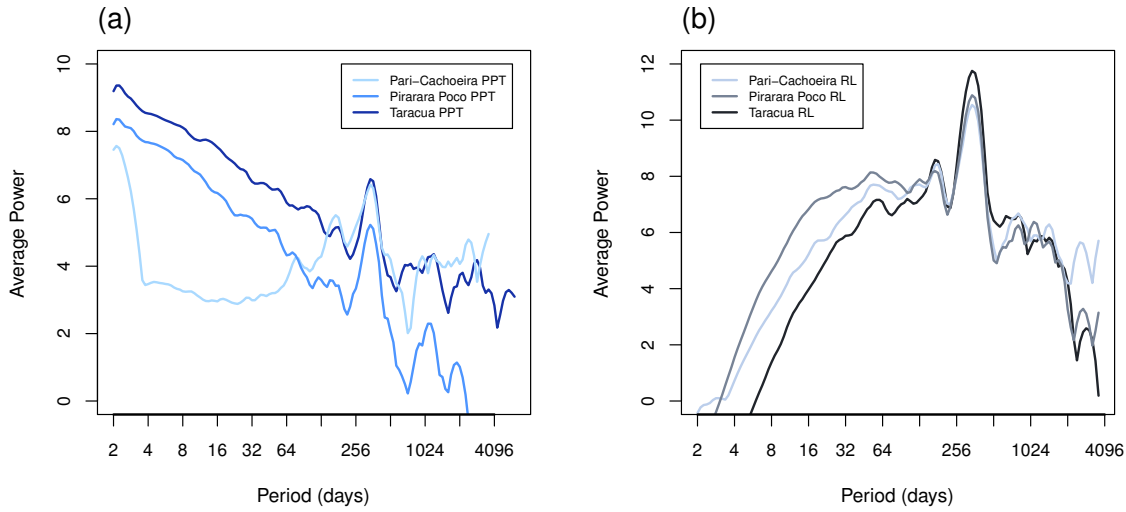 (a)
Average Power
10
8
6
4
2
0
Pari−Cachoeira PPT
Pirarara Poco PPT
Taracua PPT
2 4 8 16 32 64 256 1024 4096
Period (days)
(b)
Average Power
12
10
8
6
4
2
0
Pari−Cachoeira RL
Pirarara Poco RL
Taracua RL
2 4 8 16 32 64 256 1024 4096
Period (days)